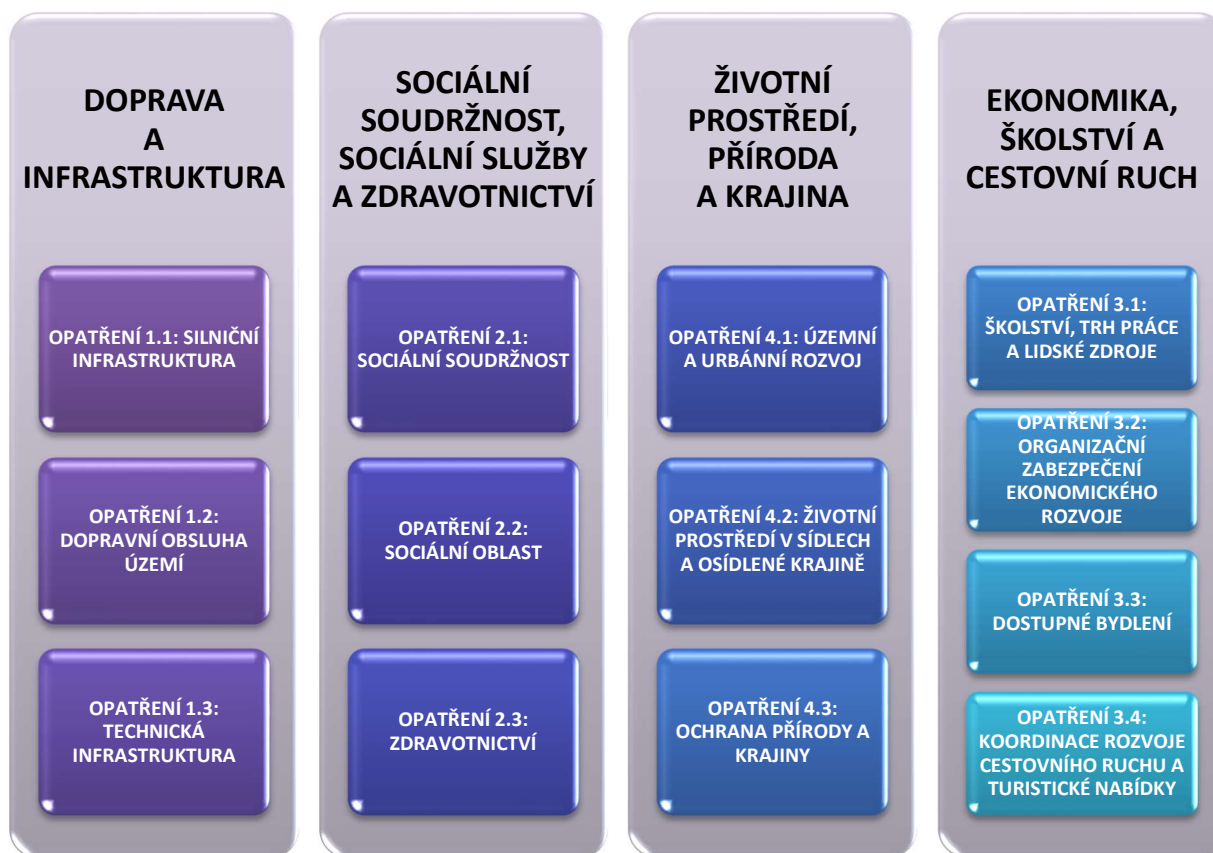 DOPRAVA
A
INFRASTRUKTURA
OPATŘENÍ 1.1: SILNIČNÍ
INFRASTRUKTURA
OPATŘENÍ 1.2:
DOPRAVNÍ OBSLUHA
ÚZEMÍ
OPATŘENÍ 1.3:
TECHNICKÁ
INFRASTRUKTURA
SOCIÁLNÍ
SOUDRŽNOST,
SOCIÁLNÍ SLUŽBY
A ZDRAVOTNICTVÍ
OPATŘENÍ 2.1:
SOCIÁLNÍ SOUDRŽNOST
OPATŘENÍ 2.2:
SOCIÁLNÍ OBLAST
OPATŘENÍ 2.3:
ZDRAVOTNICTVÍ
ŽIVOTNÍ
PROSTŘEDÍ,
PŘÍRODA
A KRAJINA
OPATŘENÍ 4.1: ÚZEMNÍ
A URBÁNNÍ ROZVOJ
OPATŘENÍ 4.2: ŽIVOTNÍ
PROSTŘEDÍ V SÍDLECH
A OSÍDLENÉ KRAJINĚ
OPATŘENÍ 4.3:
OCHRANA PŘÍRODY A
KRAJINY
EKONOMIKA,
ŠKOLSTVÍ A
CESTOVNÍ RUCH
OPATŘENÍ 3.1:
ŠKOLSTVÍ, TRH PRÁCE
A LIDSKÉ ZDROJE
OPATŘENÍ 3.2:
ORGANIZAČNÍ
ZABEZPEČENÍ
EKONOMICKÉHO
ROZVOJE
OPATŘENÍ 3.3:
DOSTUPNÉ BYDLENÍ
OPATŘENÍ 3.4:
KOORDINACE ROZVOJE
CESTOVNÍHO RUCHU A
TURISTICKÉ NABÍDKY